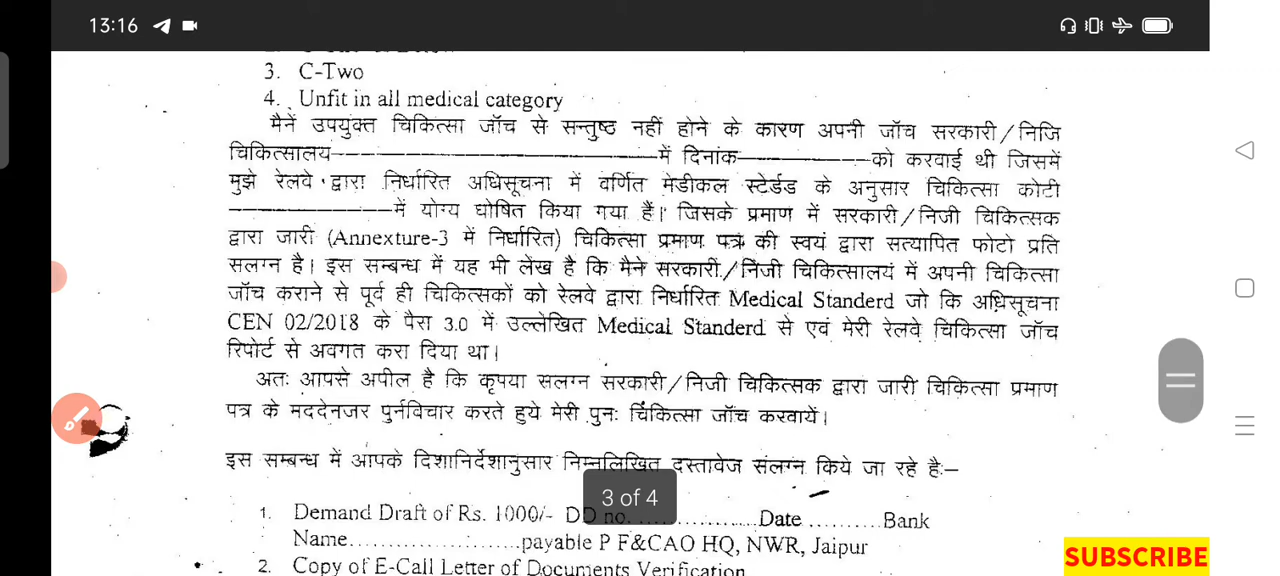 13:16
3. C-Two
4. Unfit in all medical category
मैनें उपयुक्त चिकित्सा जॉच से सन्तुष्ठ नहीं होने के कारण अपनी जॉच सरकारी/निजि
चिकित्सालय------------------------में दिनांक------------को करवाई थी जिसमें
मुझे रेलवे द्वारा निर्धारित अधिसूचना में वर्णित मेडीकल स्टेर्डड के अनुसार चिकित्सा कोटी
---------------में योग्य घोषित किया गया हैं। जिसके प्रमाण में सरकारी/निजी चिकित्सक
द्वारा जारी (Annexture-3 में निर्धारित) चिकित्सा प्रमाण पत्र की स्वयं द्वारा सत्यापित फोटो प्रति
सलग्न है। इस सम्बन्ध में यह भी लेख है कि मैने सरकारी/निजी चिकित्सालय में अपनी चिकित्सा
जॉच कराने से पूर्व ही चिकित्सकों को रेलवे द्वारा निर्धारित Medical Standerd जो कि अधिसूचना
CEN 02/2018 के पैरा 3.0 में उल्लेखित Medical Standerd से एवं मेरी रेलवे चिकित्सा जॉच
रिपोर्ट से अवगत करा दिया था।
अतः आपसे अपील है कि कृपया सलग्न सरकारी/निजी चिकित्सक द्वारा जारी चिकित्सा प्रमाण
पत्र के मददेनजर पुर्नविचार करते हुये मेरी पुनः चिकित्सा जॉच करवायें।
इस सम्बन्ध में आपके दिशानिर्देशानुसार निम्नलिखित दस्तावेज संलग्न किये जा रहे है:–
3 of 4
1. Demand Draft of Rs. 1000/- DD no. .............. Date ......... Bank
Name.....................payable P F&CAO HQ, NWR, Jaipur
2. Copy of E-Call Letter of Documents Verification
SUBSCRIBE